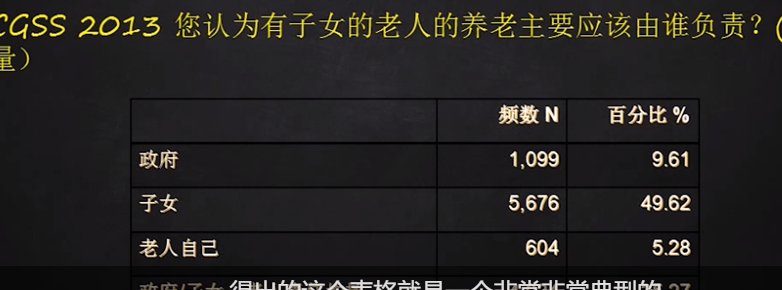 CGSS 2013 您认为有子女的老人的养老主要应该由谁负责？(
量）
频数 N 百分比 %
政府 1,099 9.61
子女 5,676 49.62
老人自己 604 5.28
得出的这个表格就是一个非常非常典型的